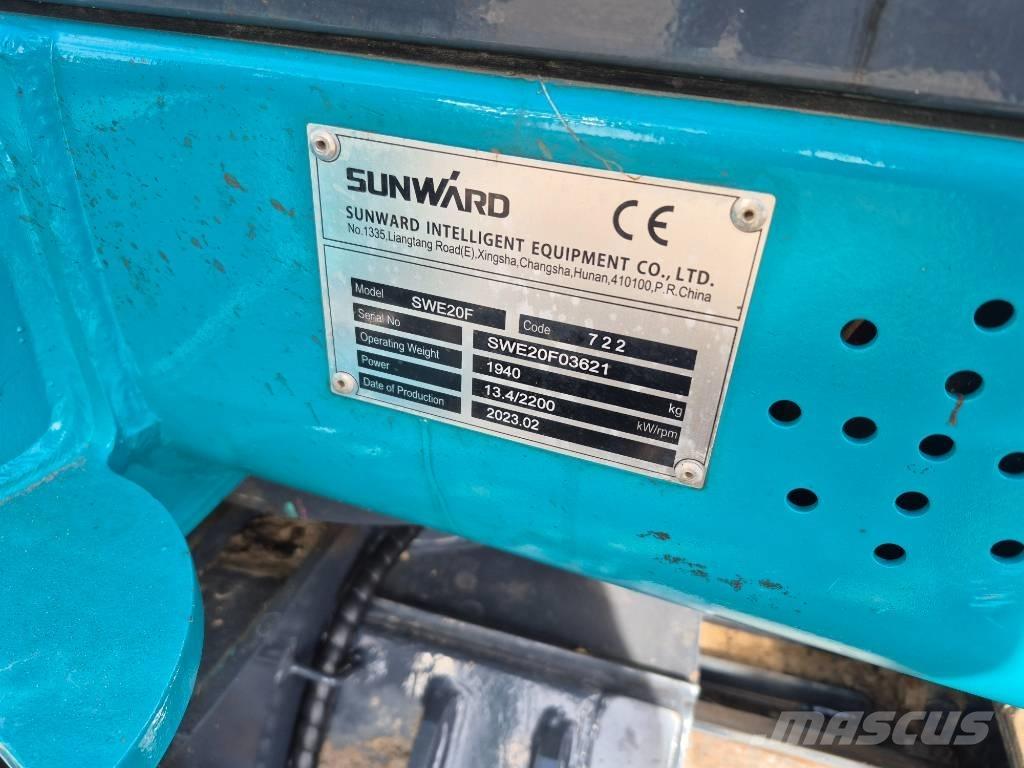 SUNWARD
CE
SUNWARD INTELLIGENT EQUIPMENT CO., LTD.
No.1335,Liangtang Road(E),Xingsha,Changsha,Hunan,410100,P.R.China
Model SWE20F Code 722
Serial No SWE20F03621
Operating Weight 1940 kg
Power 13.4/2200 kW/rpm
Date of Production 2023.02
MASCUS